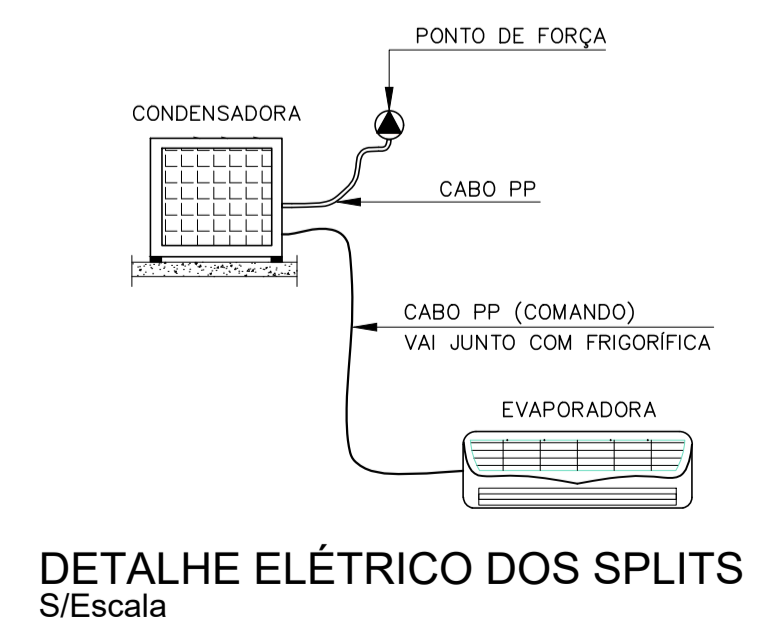 PONTO DE FORÇA
CONDENSADORA
CABO PP
CABO PP (COMANDO)
VAI JUNTO COM FRIGORÍFICA
EVAPORADORA
DETALHE ELÉTRICO DOS SPLITS
S/Escala